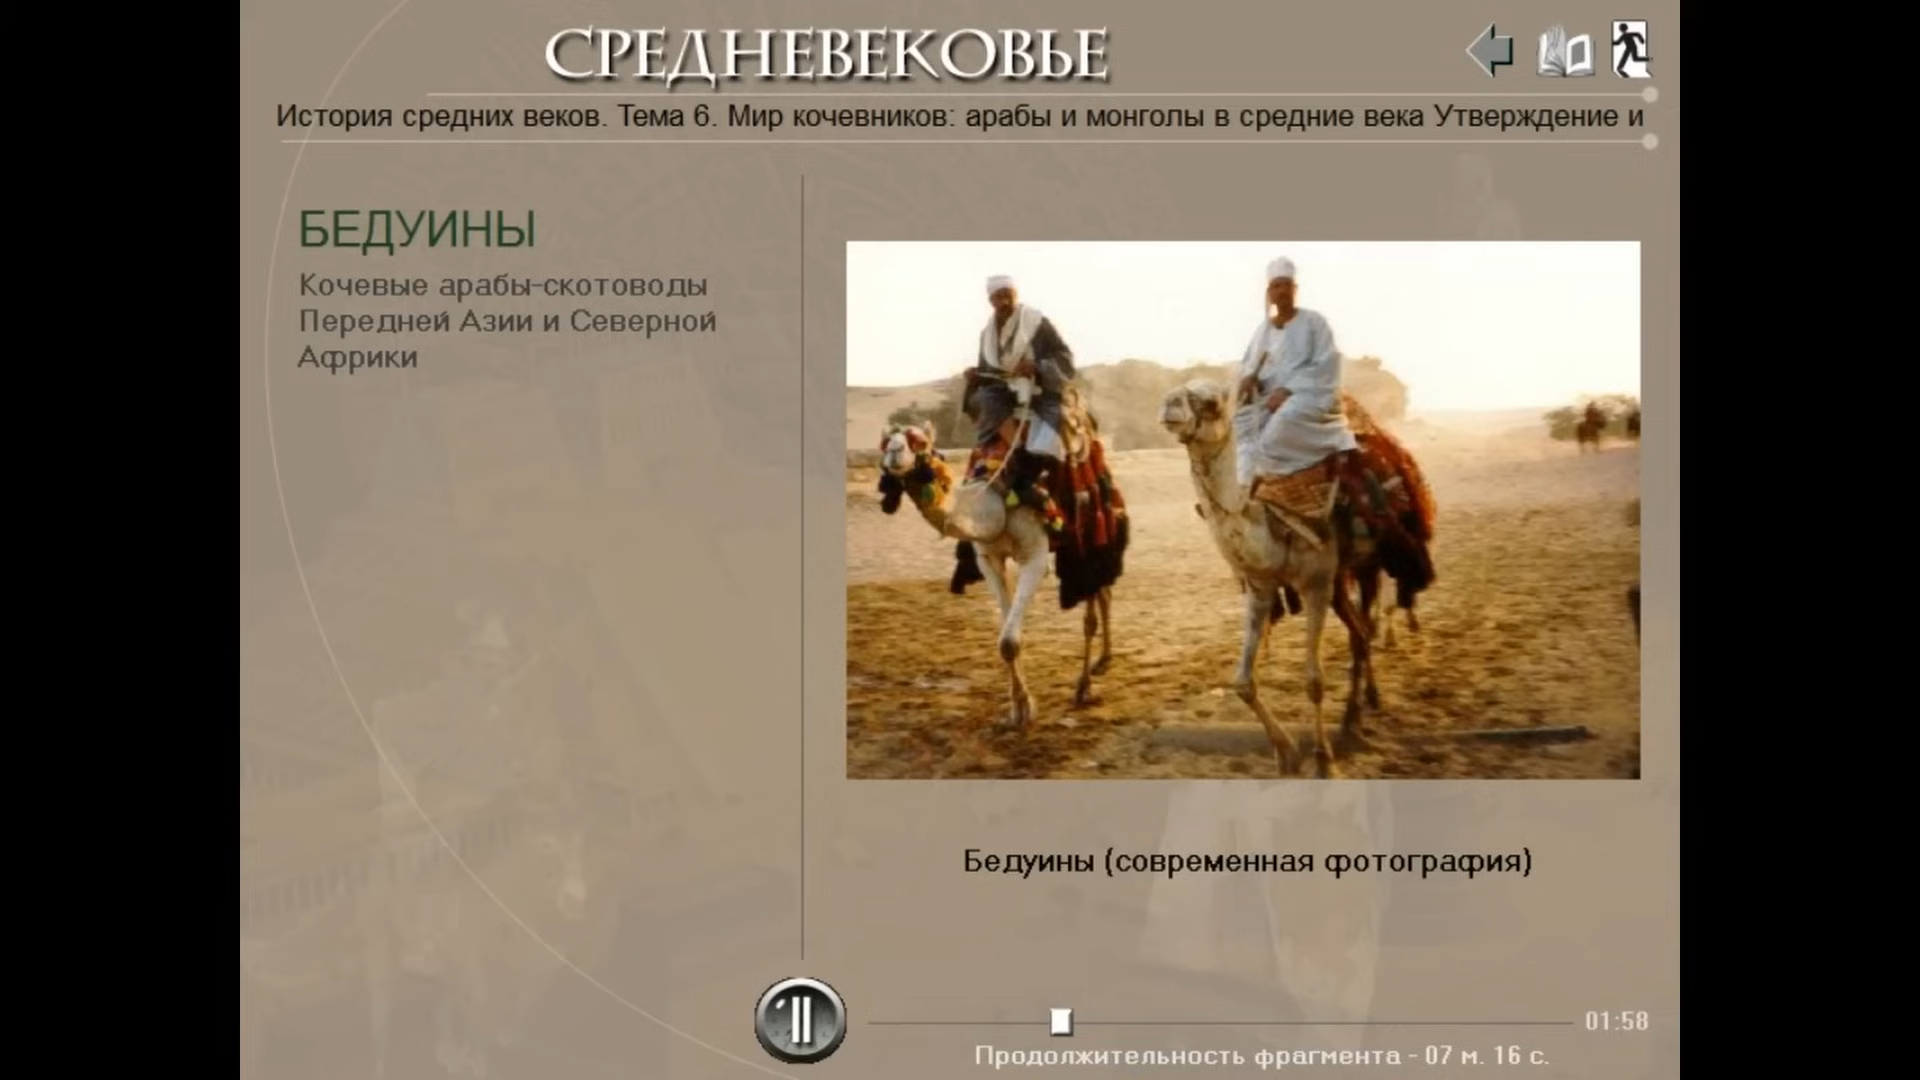 СРЕДНЕВЕКОВЬЕ
История средних веков. Тема 6. Мир кочевников: арабы и монголы в средние века Утверждение и
БЕДУИНЫ
Кочевые арабы-скотоводы
Передней Азии и Северной
Африки
Бедуины (современная фотография)
01:58
Продолжительность фрагмента - 07 м. 16 с.